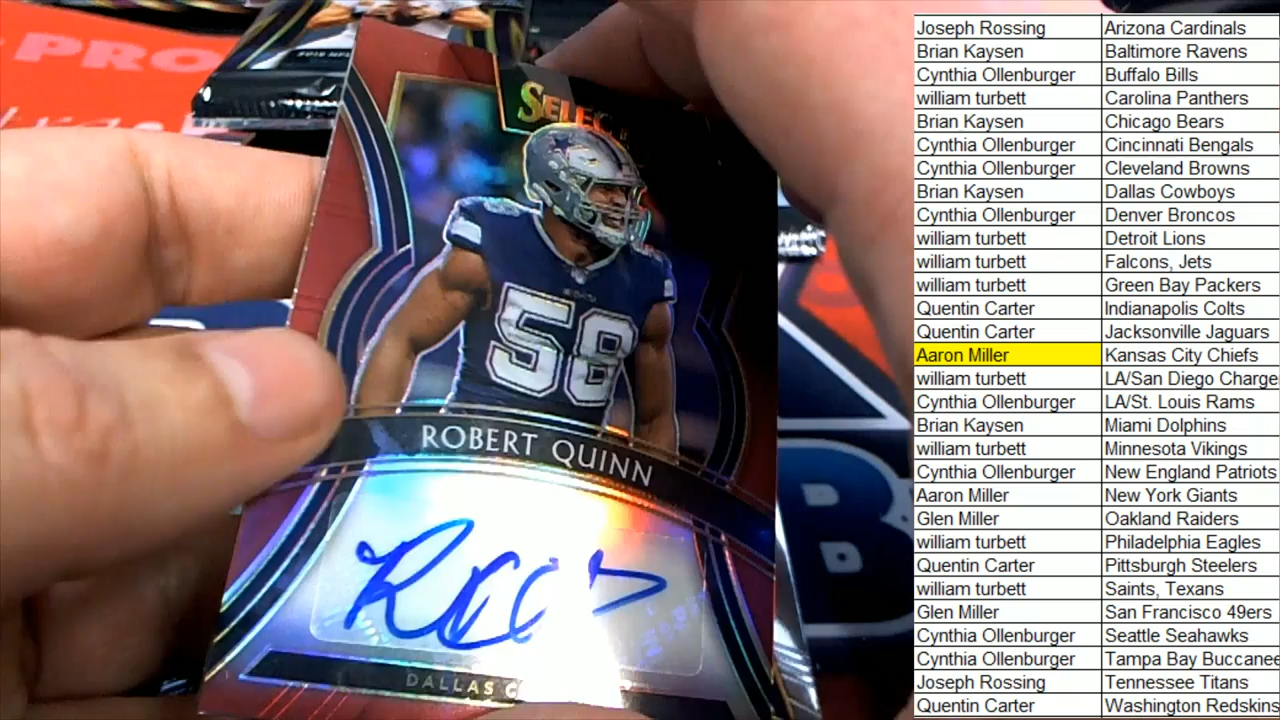 PRO
SELECT
58
ROBERT QUINN
DALLAS C
B
Joseph Rossing Arizona Cardinals
Brian Kaysen Baltimore Ravens
Cynthia Ollenburger Buffalo Bills
william turbett Carolina Panthers
Brian Kaysen Chicago Bears
Cynthia Ollenburger Cincinnati Bengals
Cynthia Ollenburger Cleveland Browns
Brian Kaysen Dallas Cowboys
Cynthia Ollenburger Denver Broncos
william turbett Detroit Lions
william turbett Falcons, Jets
william turbett Green Bay Packers
Quentin Carter Indianapolis Colts
Quentin Carter Jacksonville Jaguars
Aaron Miller Kansas City Chiefs
william turbett LA/San Diego Charge
Cynthia Ollenburger LA/St. Louis Rams
Brian Kaysen Miami Dolphins
william turbett Minnesota Vikings
Cynthia Ollenburger New England Patriots
Aaron Miller New York Giants
Glen Miller Oakland Raiders
william turbett Philadelphia Eagles
Quentin Carter Pittsburgh Steelers
william turbett Saints, Texans
Glen Miller San Francisco 49ers
Cynthia Ollenburger Seattle Seahawks
Cynthia Ollenburger Tampa Bay Buccanee
Joseph Rossing Tennessee Titans
Quentin Carter Washington Redskins